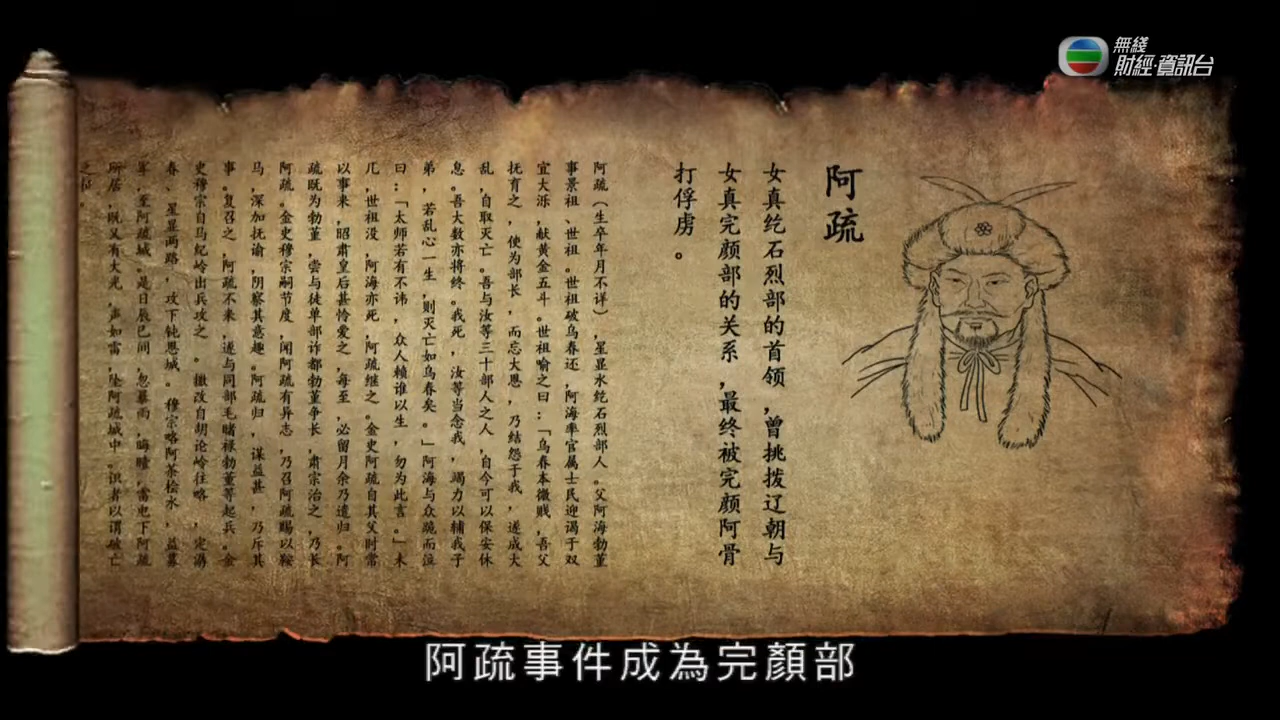 無綫
財經·資訊台
阿疏
女真纥石烈部的首领，曾挑拨辽朝与
女真完颜部的关系，最终被完颜阿骨
打俘虏。
阿疏（生卒年月不详），星显水纥石烈部人。父阿海勃董
事景祖、世祖。世祖破乌春还，阿海率官属士民迎谒于双
宜大泺，献黄金五斗。世祖喻之曰：「乌春本微贱，吾父
抚育之，使为部长，而忘大恩，乃结怨于我，遂成大
乱，自取灭亡。吾与汝等三十部人之人，自今可以保安休
息。吾大数亦将终。我死，汝等当念我，竭力以辅我子
弟，若乱心一生，则灭亡如乌春矣。」阿海与众跪而泣
曰：「太师若有不讳，众人赖谁以生，勿为此言。」未
几，世祖没，阿海亦死，阿疏继之。金史阿疏自其父时常
以事来，昭肃皇后甚怜爱之，每至，必留月余乃遣归。阿
疏既为勃董，尝与徒单部诈都勃董争长，肃宗治之，乃长
阿疏。金史穆宗嗣节度，闻阿疏有异志，乃召阿疏赐以鞍
马，深加抚谕，阴察其意趣。阿疏归，谋益甚，乃斥其
事。复召之，阿疏不来，遂与同部毛睹禄勃董等起兵。金
史穆宗自马纪岭出兵攻之。撒改自胡论岭往略，定潺
春、星显两路，攻下钝恩城。穆宗略阿茶桧水，益募
军，至阿疏城。是日辰巳间，忽暴雨，晦曀，雷电下阿疏
所居，既又有大光，声如雷，坠阿疏城中。识者以谓破亡
之征。
阿疏事件成為完顏部